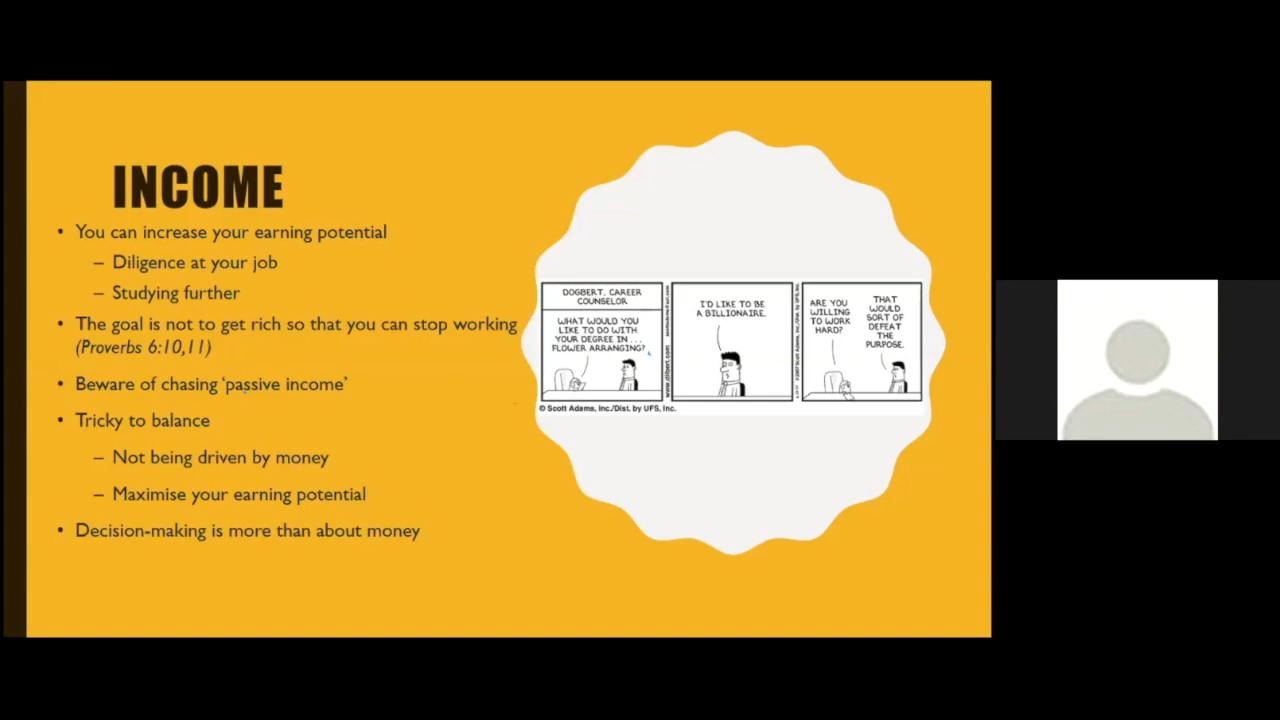 INCOME
• You can increase your earning potential
– Diligence at your job
– Studying further
• The goal is not to get rich so that you can stop working
(Proverbs 6:10,11)
• Beware of chasing ‘passive income’
• Tricky to balance
– Not being driven by money
– Maximise your earning potential
• Decision-making is more than about money
DOGBERT, CAREER
COUNSELOR
WHAT WOULD YOU
LIKE TO DO WITH
YOUR DEGREE IN ...
FLOWER ARRANGING?
www.dilbert.com
I'D LIKE TO BE
A BILLIONAIRE.
ARE YOU
WILLING
TO WORK
HARD?
THAT
WOULD
SORT OF
DEFEAT
THE
PURPOSE.
© Scott Adams, Inc./Dist. by UFS, Inc.